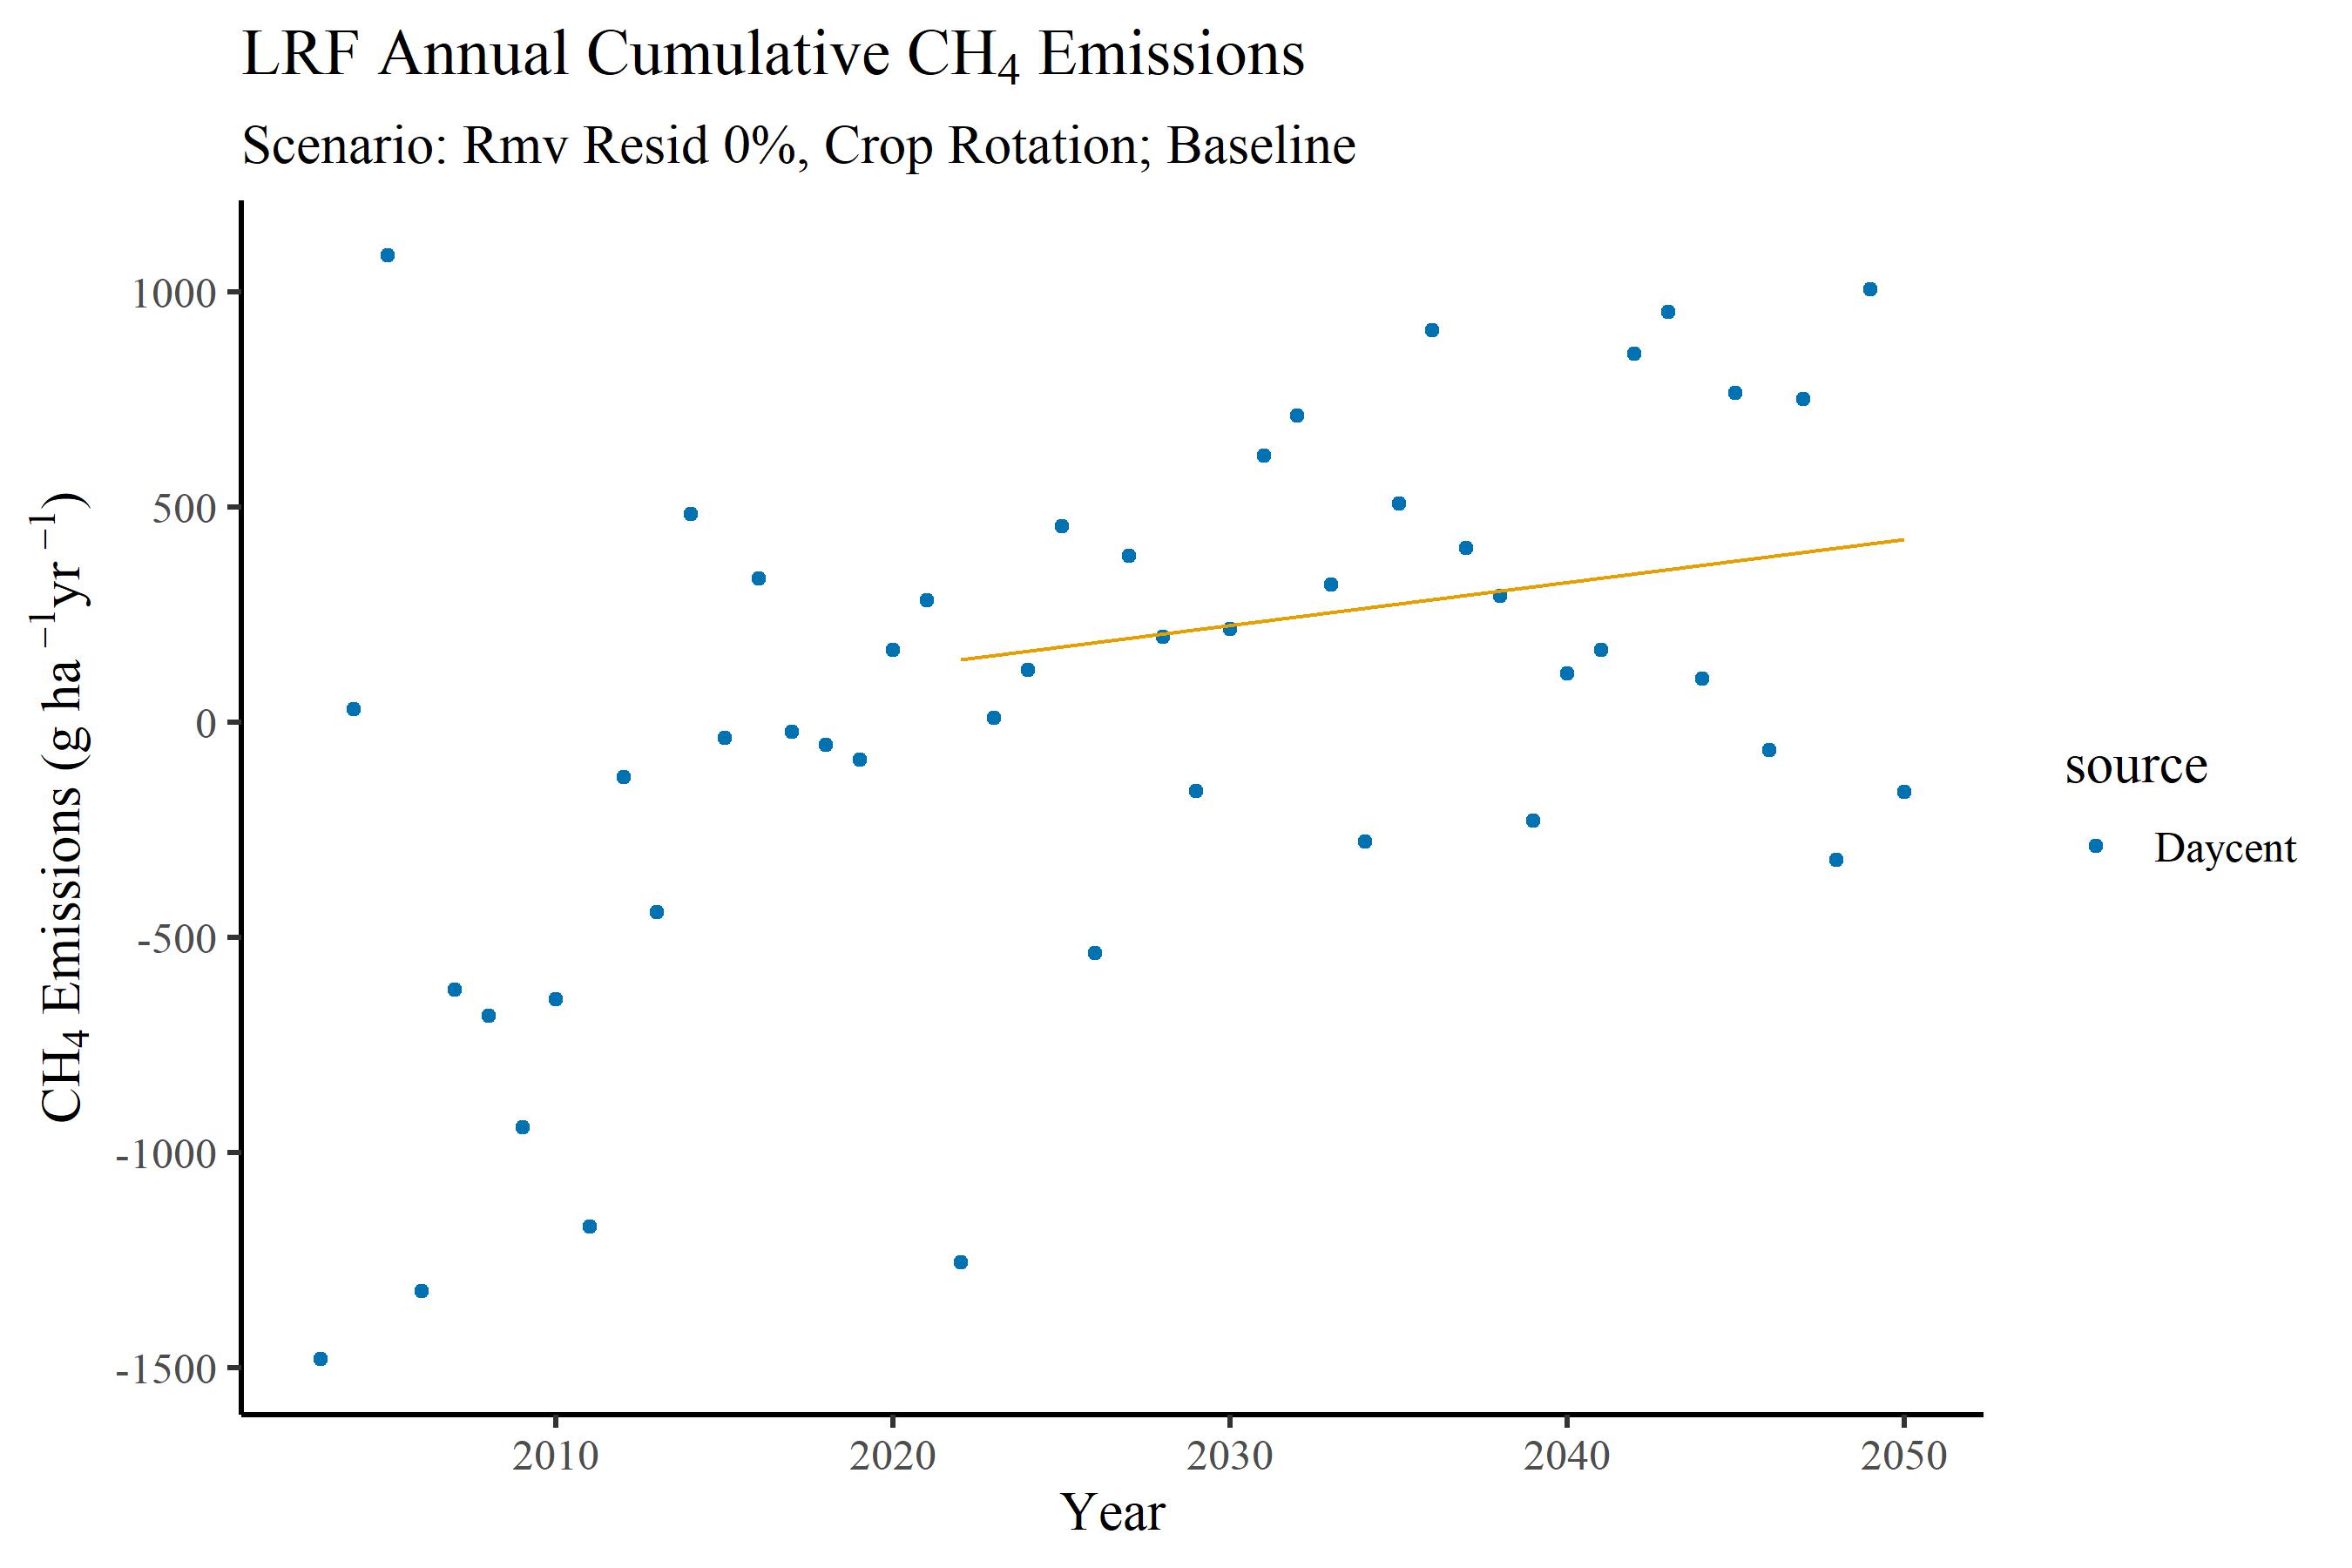 LRF Annual Cumulative CH₄ Emissions
Scenario: Rmv Resid 0%, Crop Rotation; Baseline
CH₄ Emissions (g ha⁻¹yr⁻¹)
1000
500
0
-500
-1000
-1500
2010 2020 2030 2040 2050
Year
source
Daycent